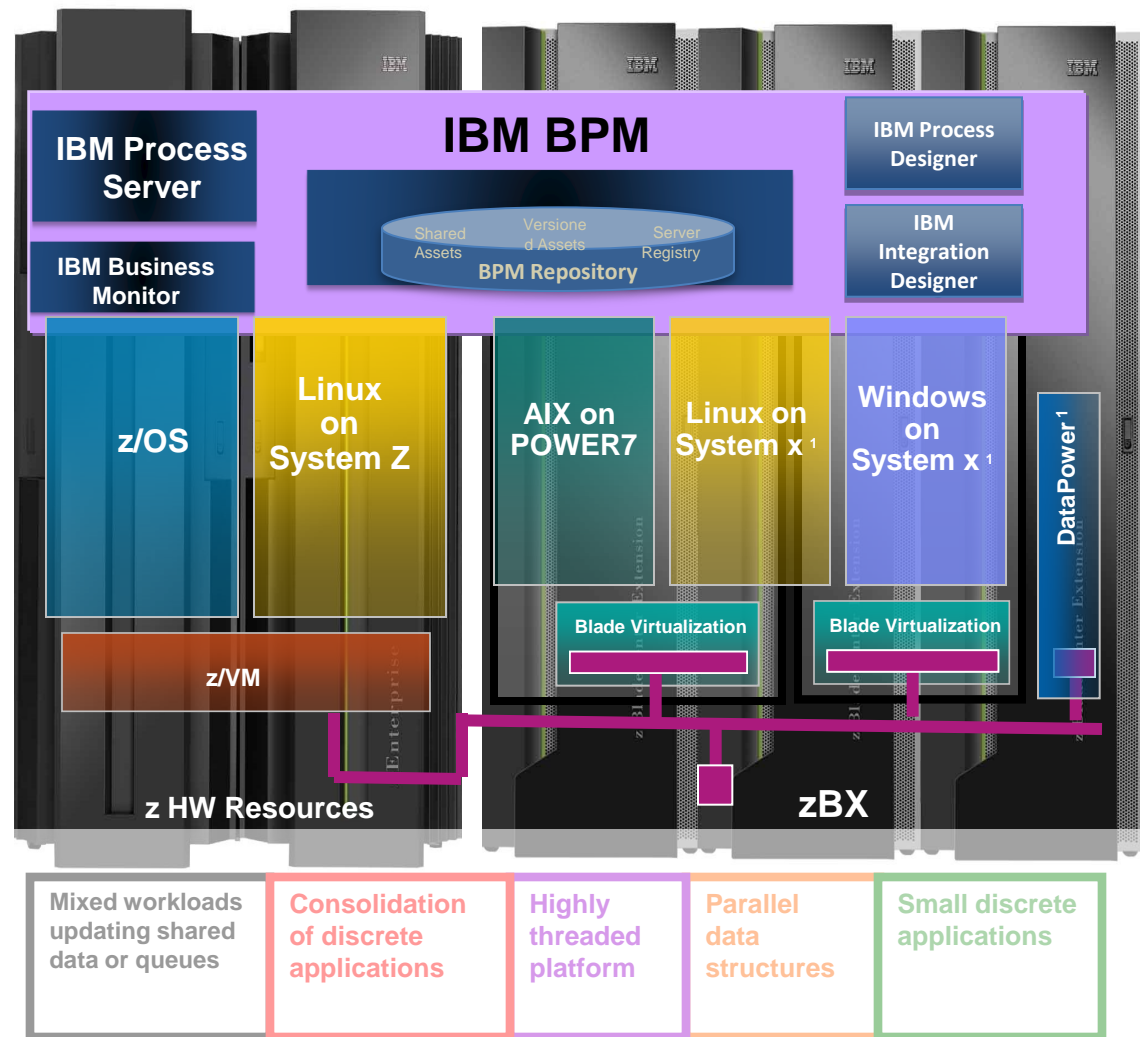 IBM
IBM
IBM
IBM
IBM BPM
IBM Process
Server
IBM Business
Monitor
Shared
Assets
Versione
d Assets
Server
Registry
BPM Repository
IBM Process
Designer
IBM
Integration
Designer
z/OS
Linux
on
System Z
AIX on
POWER7
Linux on
System x 1
Windows
on
System x 1
DataPower 1
Blade Virtualization
Blade Virtualization
z/VM
Enterprise
Extension
z HW Resources
zBX
Mixed workloads
updating shared
data or queues
Consolidation
of discrete
applications
Highly
threaded
platform
Parallel
data
structures
Small discrete
applications